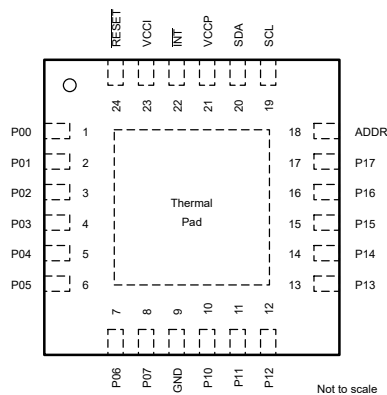 RESET VCCI INT VCCP SDA SCL
24 23 22 21 20 19
P00 1 18 ADDR
P01 2 17 P17
P02 3 16 P16
P03 4 Thermal 15 P15
P04 5 Pad 14 P14
P05 6 13 P13
7 8 9 10 11 12
P06 P07 GND P10 P11 P12
Not to scale